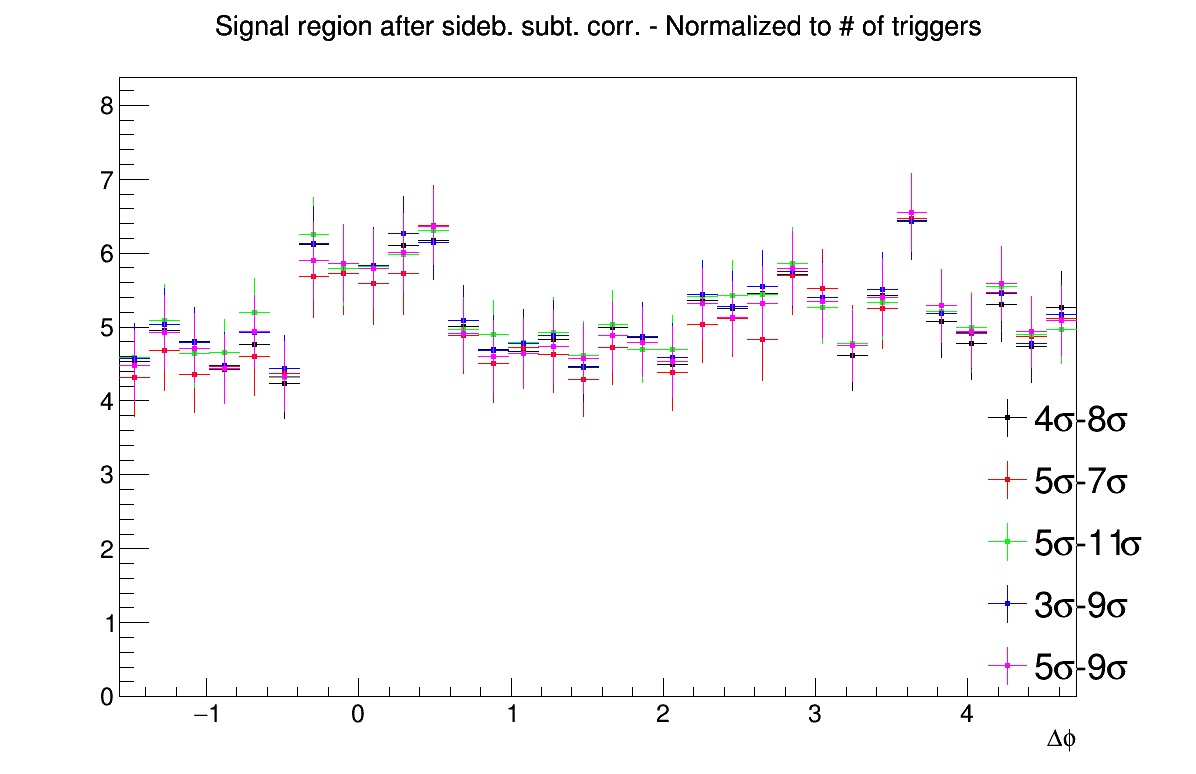 Signal region after sideb. subt. corr. - Normalized to # of triggers
8
7
6
5
4
3
2
1
0
4σ-8σ
5σ-7σ
5σ-11σ
3σ-9σ
5σ-9σ
−1 0 1 2 3 4
Δϕ